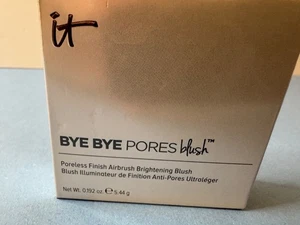 it
BYE BYE PORES blush™
Poreless Finish Airbrush Brightening Blush
Blush Illuminateur de Finition Anti-Pores Ultraléger
Net Wt. 0.192 oz ℮ 5.44 g